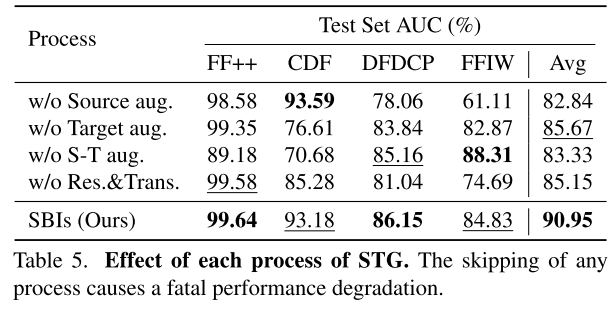 Process Test Set AUC (%)
FF++ CDF DFDCP FFIW Avg
w/o Source aug. 98.58 93.59 78.06 61.11 82.84
w/o Target aug. 99.35 76.61 83.84 82.87 85.67
w/o S-T aug. 89.18 70.68 85.16 88.31 83.33
w/o Res.&Trans. 99.58 85.28 81.04 74.69 85.15
SBIs (Ours) 99.64 93.18 86.15 84.83 90.95
Table 5. Effect of each process of STG. The skipping of any
process causes a fatal performance degradation.